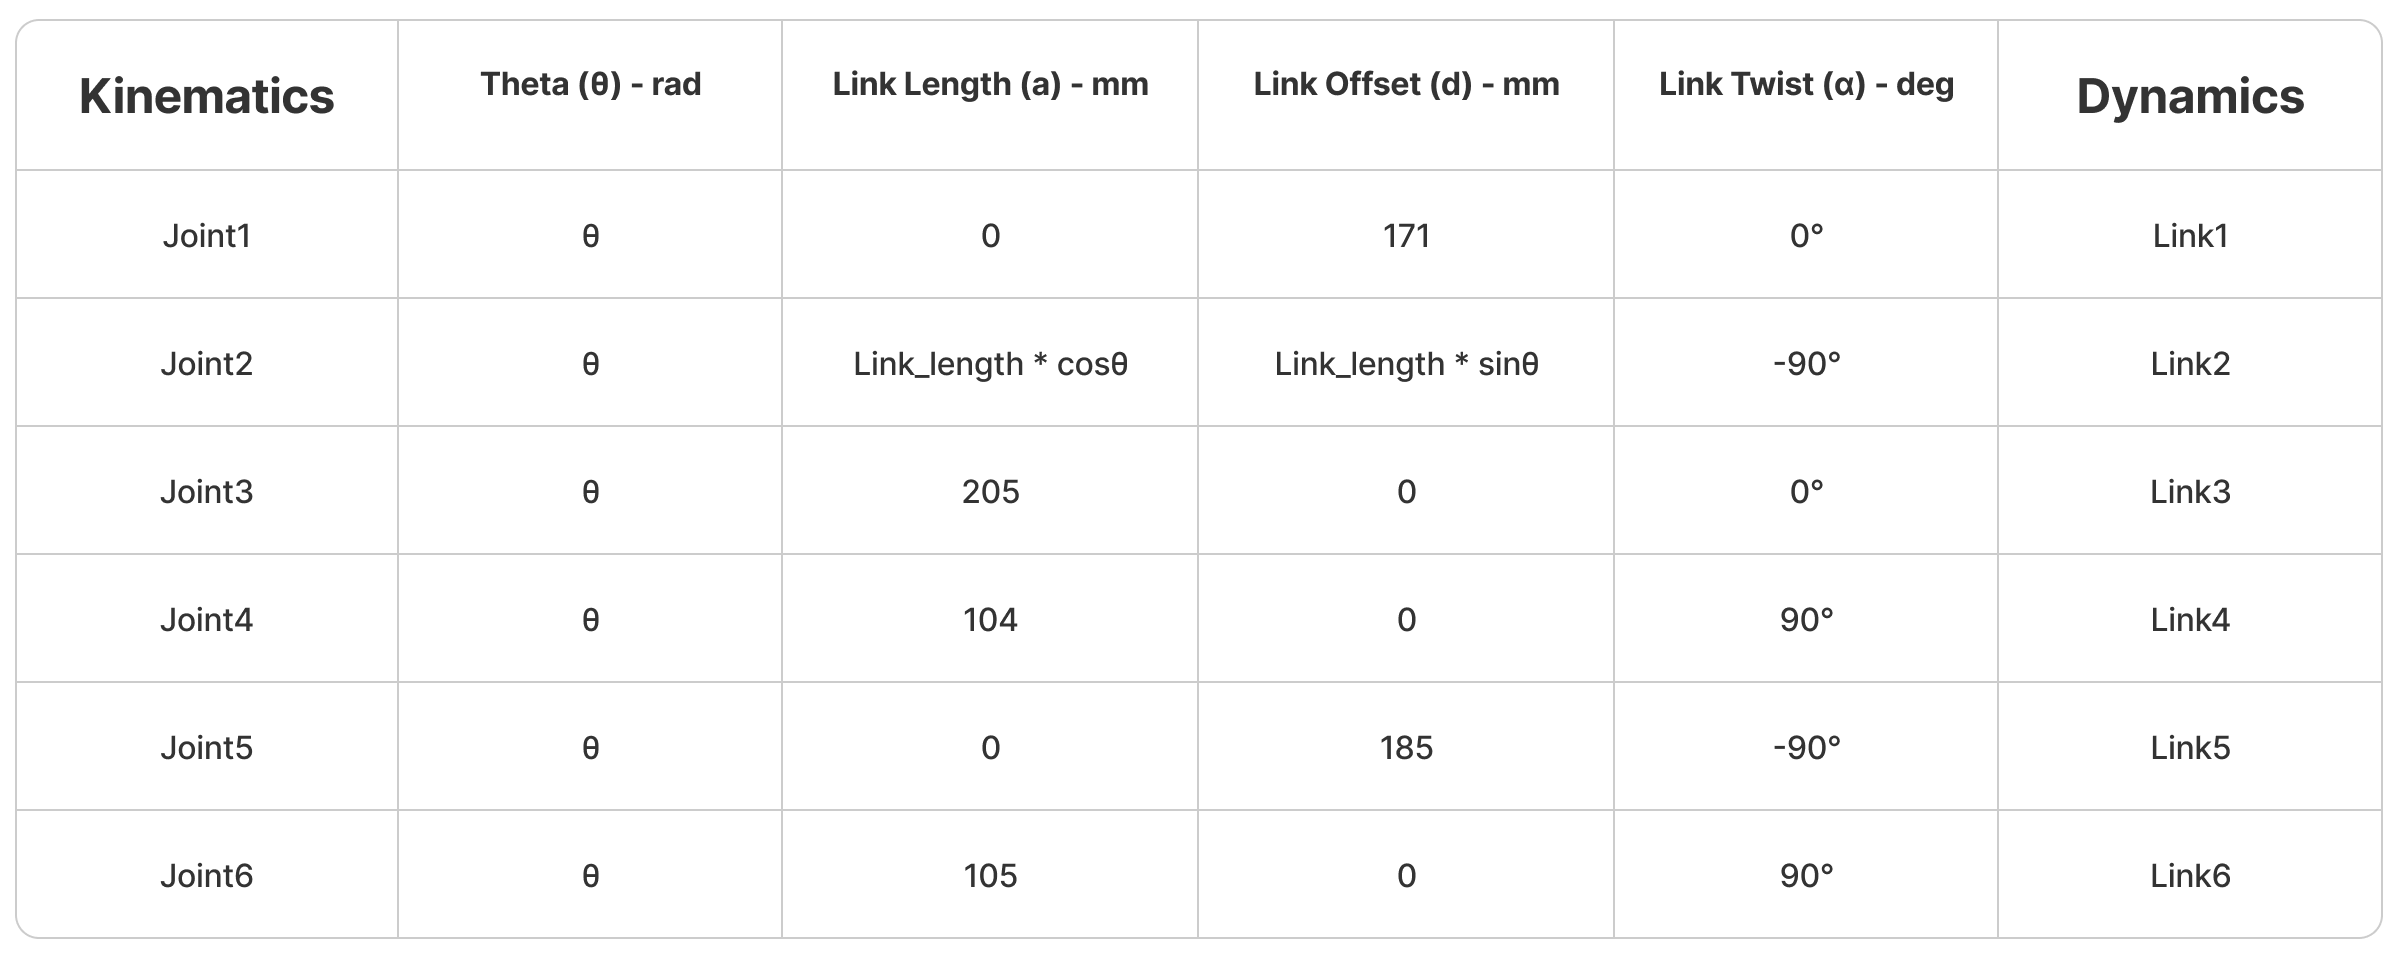 Kinematics Theta (θ) - rad Link Length (a) - mm Link Offset (d) - mm Link Twist (α) - deg Dynamics
Joint1 θ 0 171 0° Link1
Joint2 θ Link_length * cosθ Link_length * sinθ -90° Link2
Joint3 θ 205 0 0° Link3
Joint4 θ 104 0 90° Link4
Joint5 θ 0 185 -90° Link5
Joint6 θ 105 0 90° Link6